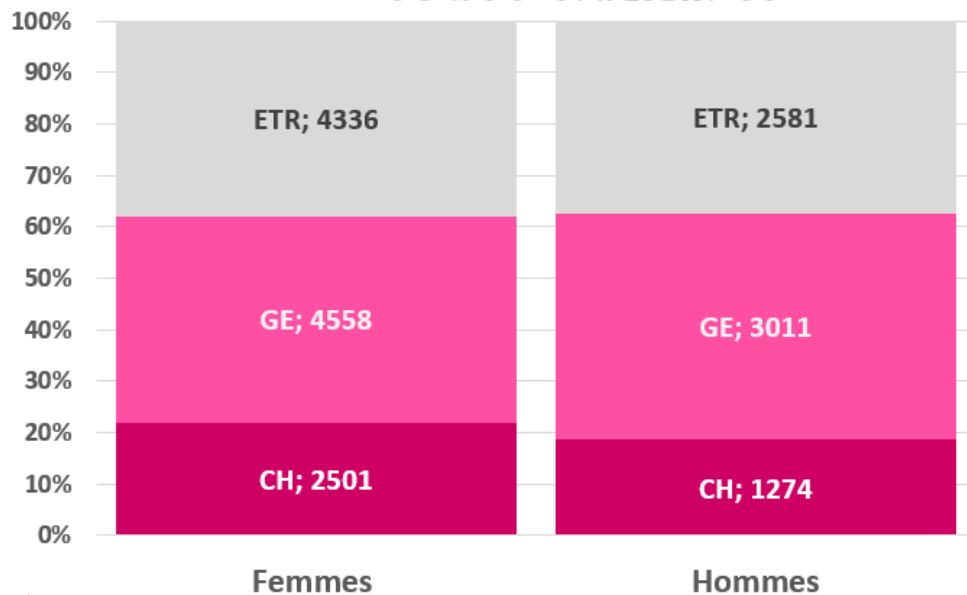 100%
90%
80%
70%
60%
50%
40%
30%
20%
10%
0%
ETR; 4336
ETR; 2581
GE; 4558
GE; 3011
CH; 2501
CH; 1274
Femmes
Hommes